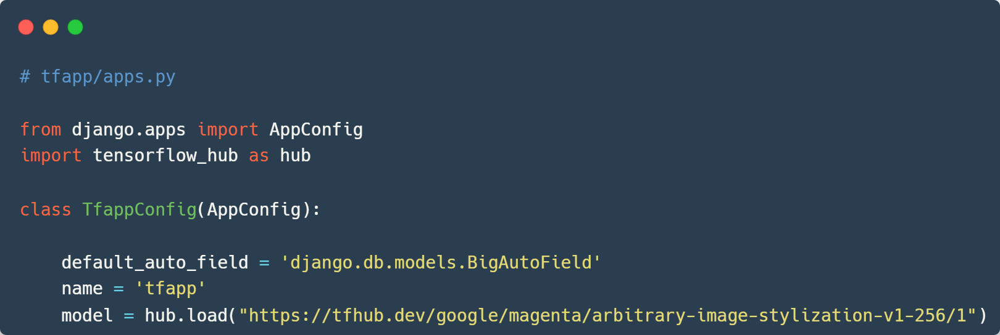 # tfapp/apps.py
from django.apps import AppConfig
import tensorflow_hub as hub
class TfappConfig(AppConfig):
    default_auto_field = 'django.db.models.BigAutoField'
    name = 'tfapp'
    model = hub.load("https://tfhub.dev/google/magenta/arbitrary-image-stylization-v1-256/1")